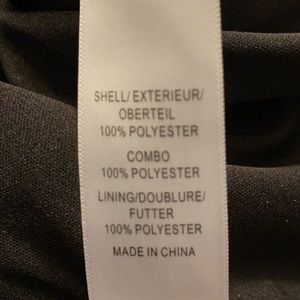 SHELL/ EXTERIEUR/
OBERTEIL
100% POLYESTER
COMBO
100% POLYESTER
LINING/DOUBLURE/
FUTTER
100% POLYESTER
MADE IN CHINA